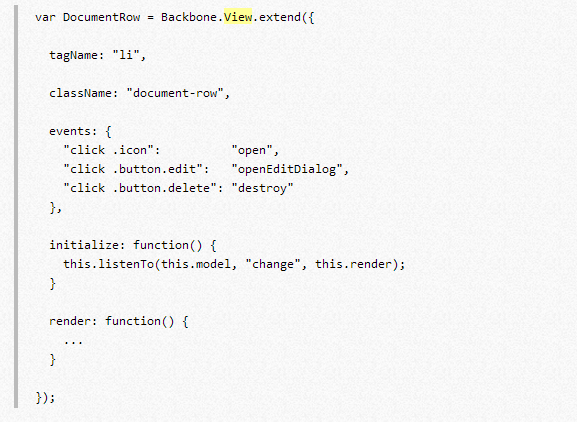 var DocumentRow = Backbone.View.extend({
  tagName: "li",
  className: "document-row",
  events: {
    "click .icon":          "open",
    "click .button.edit":   "openEditDialog",
    "click .button.delete": "destroy"
  },
  initialize: function() {
    this.listenTo(this.model, "change", this.render);
  }
  render: function() {
    ...
  }
});